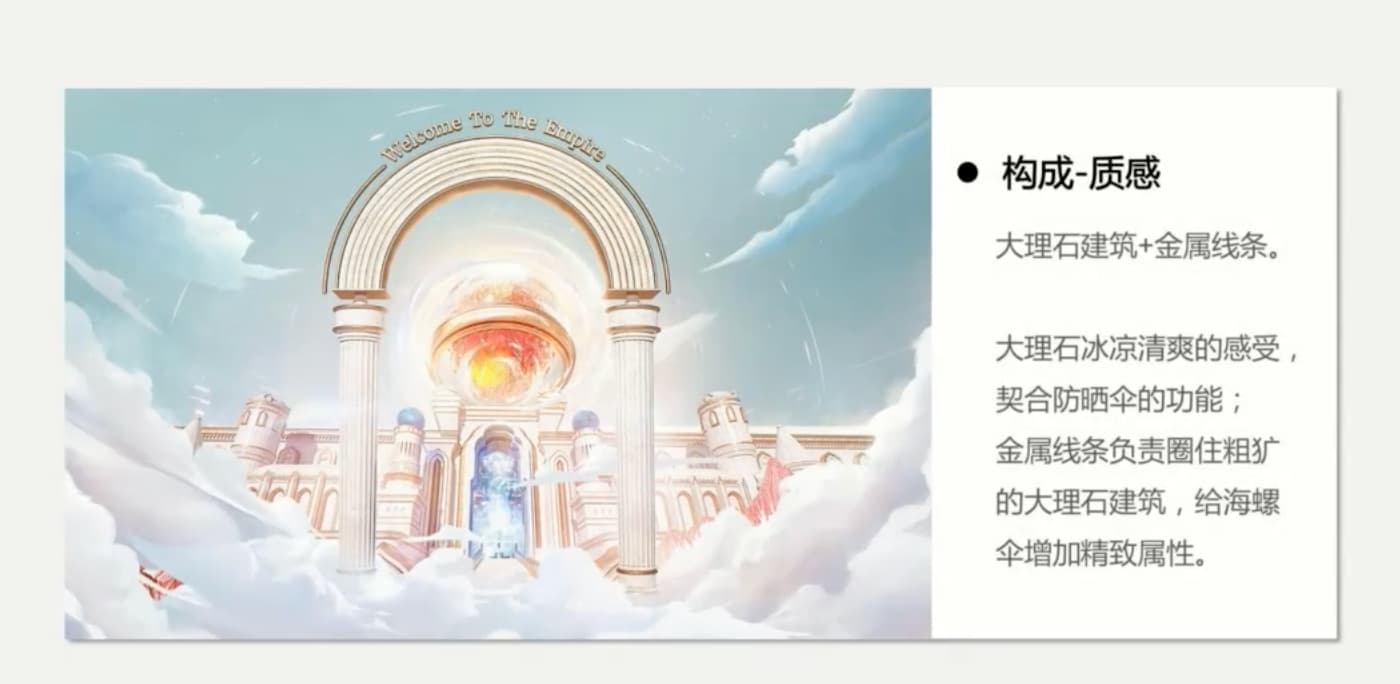 Welcome To The Empire
● 构成-质感
大理石建筑+金属线条。
大理石冰凉清爽的感受，
契合防晒伞的功能；
金属线条负责圈住粗犷
的大理石建筑，给海螺
伞增加精致属性。